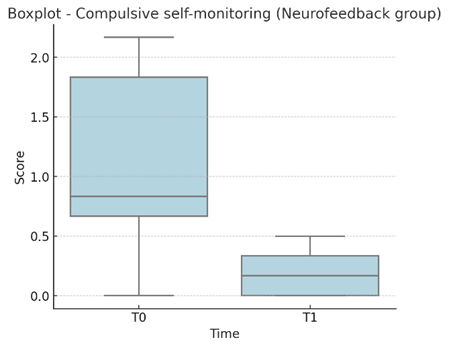 Boxplot - Compulsive self-monitoring (Neurofeedback group)
2.0
1.5
Score
1.0
0.5
0.0
T0 T1
Time